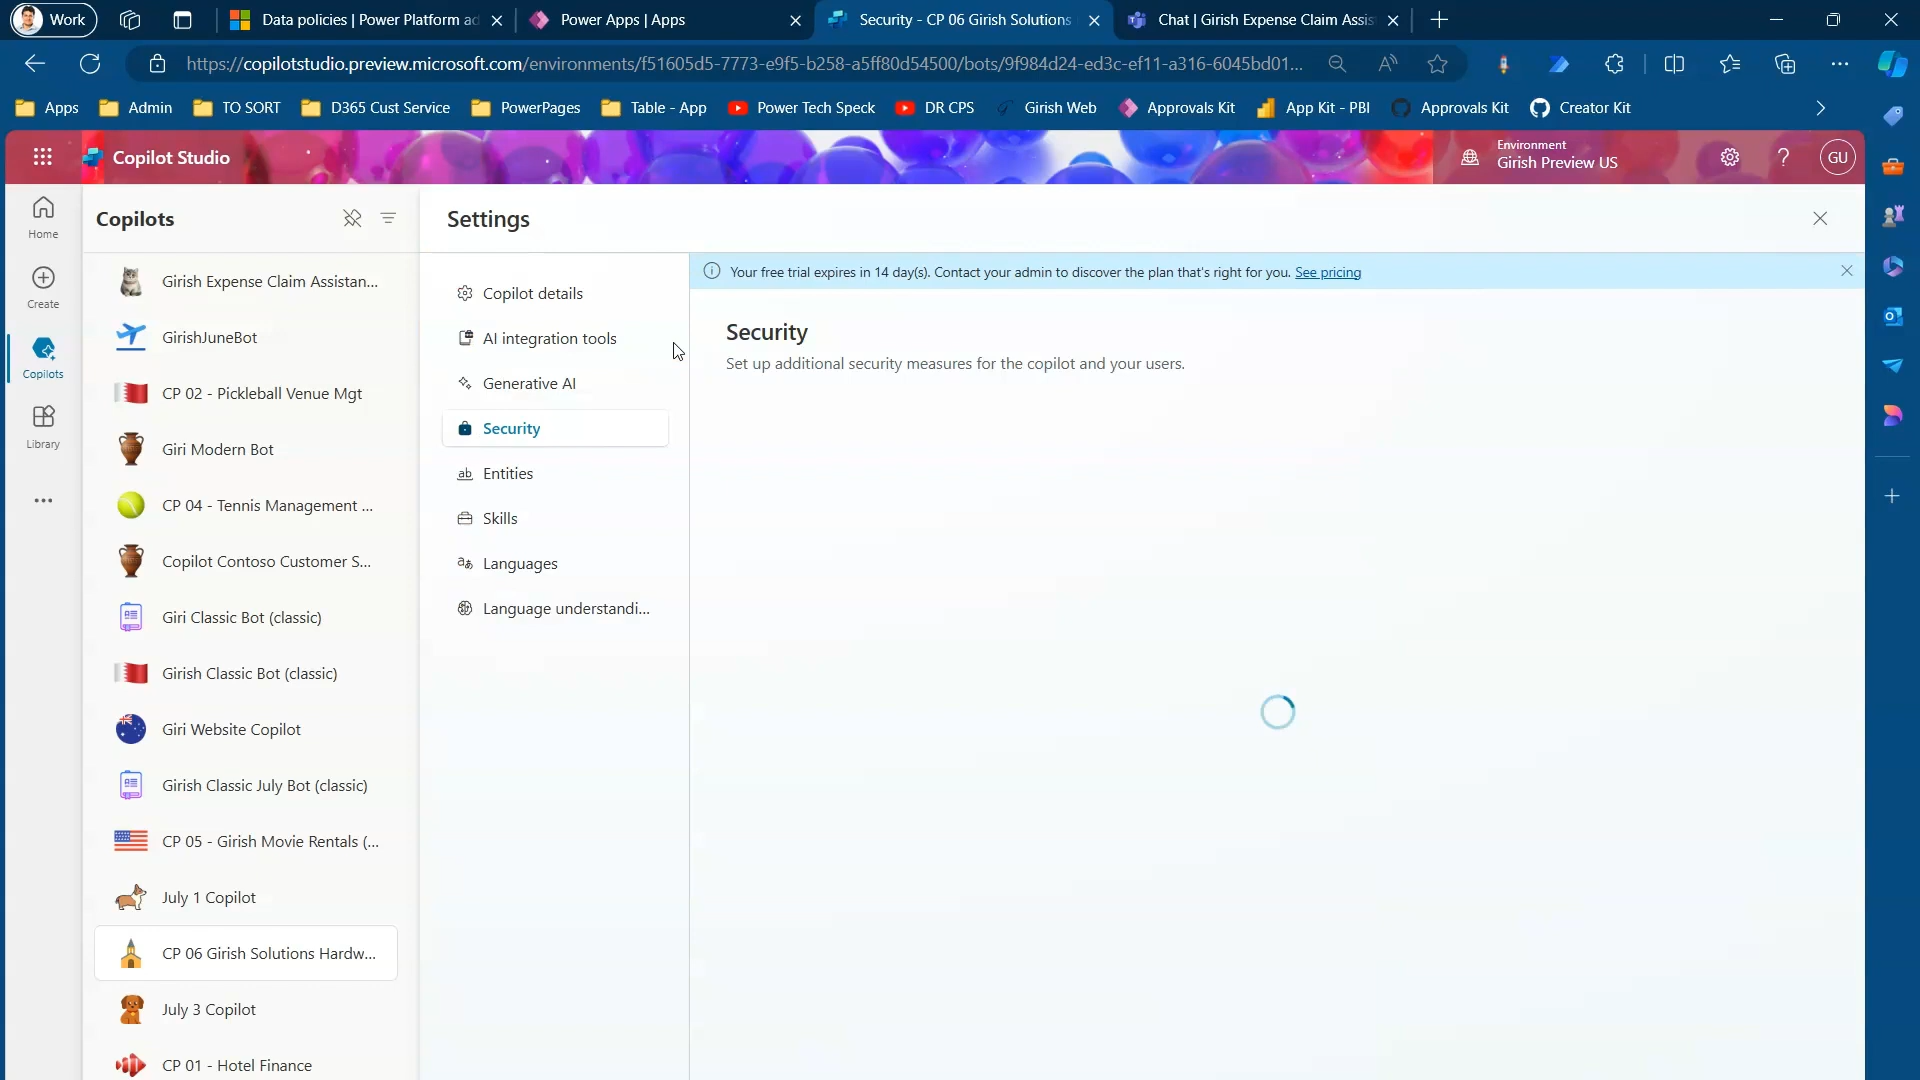 Work
Data policies | Power Platform ad
Power Apps | Apps
Security - CP 06 Girish Solutions
Chat | Girish Expense Claim Assis
https://copilotstudio.preview.microsoft.com/environments/f51605d5-7773-e9f5-b258-a5ff80d54500/bots/9f984d24-ed3c-ef11-a316-6045bd01...
Apps
Admin
TO SORT
D365 Cust Service
PowerPages
Table - App
Power Tech Speck
DR CPS
Girish Web
Approvals Kit
App Kit - PBI
Approvals Kit
Creator Kit
Copilot Studio
Environment
Girish Preview US
GU
Home
Create
Copilots
Library
Copilots
Girish Expense Claim Assistan...
GirishJuneBot
CP 02 - Pickleball Venue Mgt
Giri Modern Bot
CP 04 - Tennis Management ...
Copilot Contoso Customer S...
Giri Classic Bot (classic)
Girish Classic Bot (classic)
Giri Website Copilot
Girish Classic July Bot (classic)
CP 05 - Girish Movie Rentals (...
July 1 Copilot
CP 06 Girish Solutions Hardw...
July 3 Copilot
CP 01 - Hotel Finance
Settings
Copilot details
AI integration tools
Generative AI
Security
Entities
Skills
Languages
Language understandi...
Your free trial expires in 14 day(s). Contact your admin to discover the plan that's right for you. See pricing
Security
Set up additional security measures for the copilot and your users.